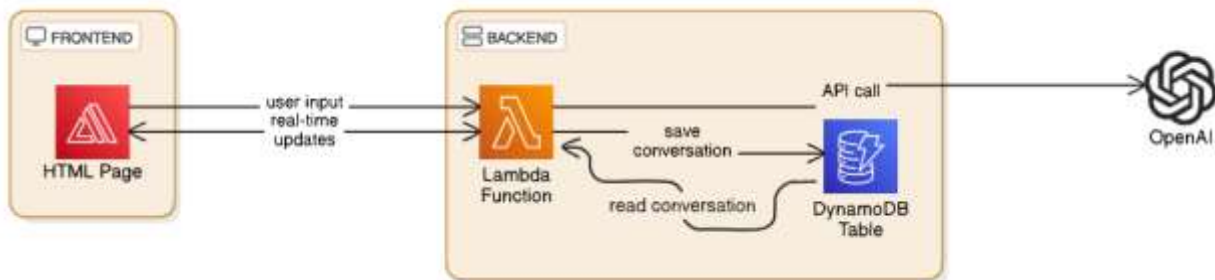 FRONTEND
HTML Page
user input
real-time
updates
BACKEND
Lambda
Function
API call
save
conversation
read conversation
DynamoDB
Table
OpenAI